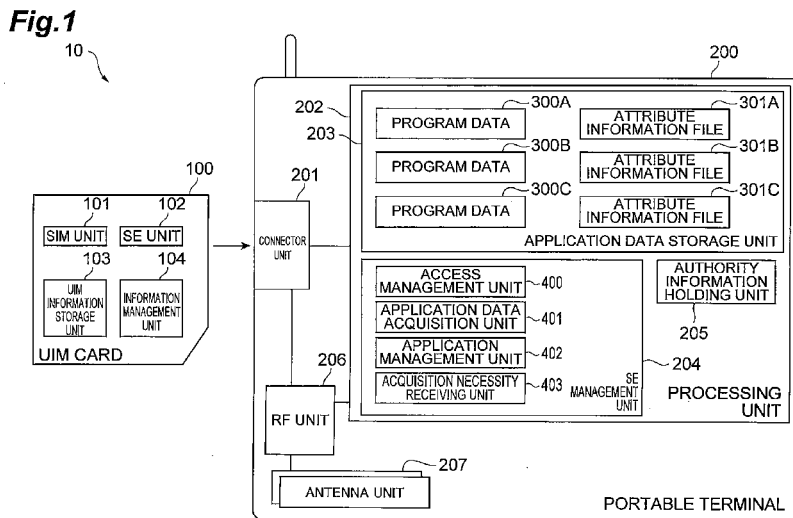 Fig.1
10
200
202
203
300A
301A
PROGRAM DATA
ATTRIBUTE
INFORMATION FILE
300B
301B
PROGRAM DATA
ATTRIBUTE
INFORMATION FILE
300C
301C
PROGRAM DATA
ATTRIBUTE
INFORMATION FILE
APPLICATION DATA STORAGE UNIT
100
101
102
SIM UNIT
SE UNIT
103
104
UIM
INFORMATION
STORAGE
UNIT
INFORMATION
MANAGEMENT
UNIT
UIM CARD
201
CONNECTOR
UNIT
ACCESS
MANAGEMENT UNIT
400
APPLICATION DATA
ACQUISITION UNIT
401
APPLICATION
MANAGEMENT UNIT
402
ACQUISITION NECESSITY
RECEIVING UNIT
403
SE
MANAGEMENT
UNIT
204
AUTHORITY
INFORMATION
HOLDING UNIT
205
PROCESSING
UNIT
206
RF UNIT
207
ANTENNA UNIT
PORTABLE TERMINAL